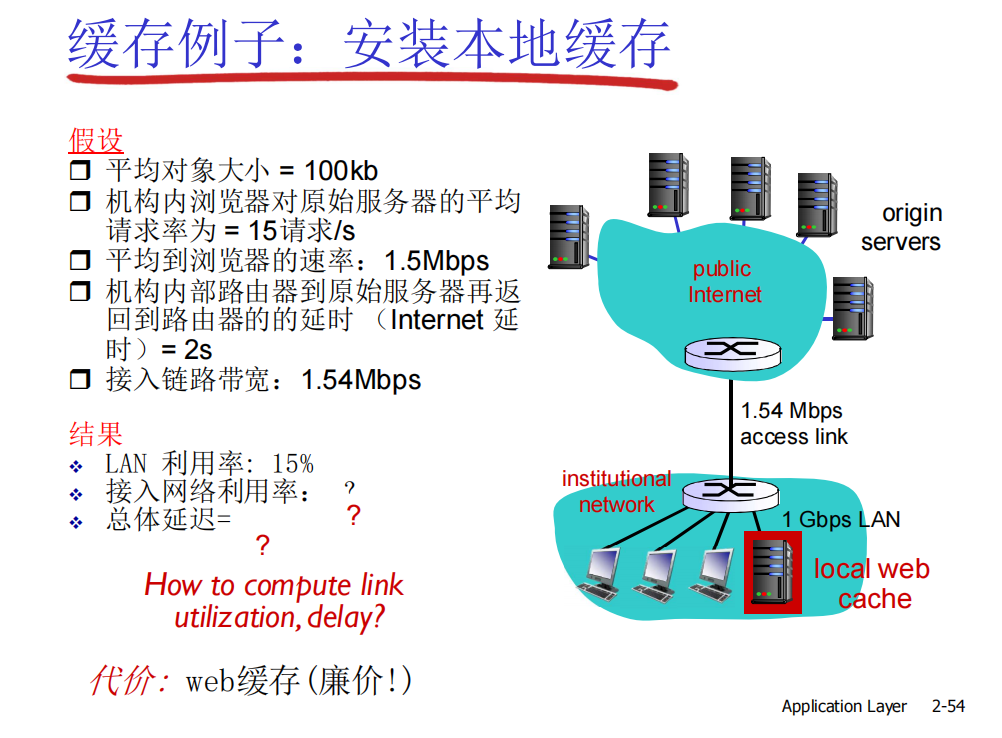 缓存例子：安装本地缓存
假设
平均对象大小 = 100kb
机构内浏览器对原始服务器的平均
请求率为 = 15请求/s
平均到浏览器的速率：1.5Mbps
机构内部路由器到原始服务器再返
回到路由器的的延时 （Internet 延
时）= 2s
接入链路带宽：1.54Mbps
结果
LAN 利用率: 15%
接入网络利用率： ?
总体延迟= ?
?
How to compute link
utilization, delay?
代价: web缓存(廉价!)
origin
servers
public
Internet
1.54 Mbps
access link
institutional
network
1 Gbps LAN
local web
cache
Application Layer 2-54